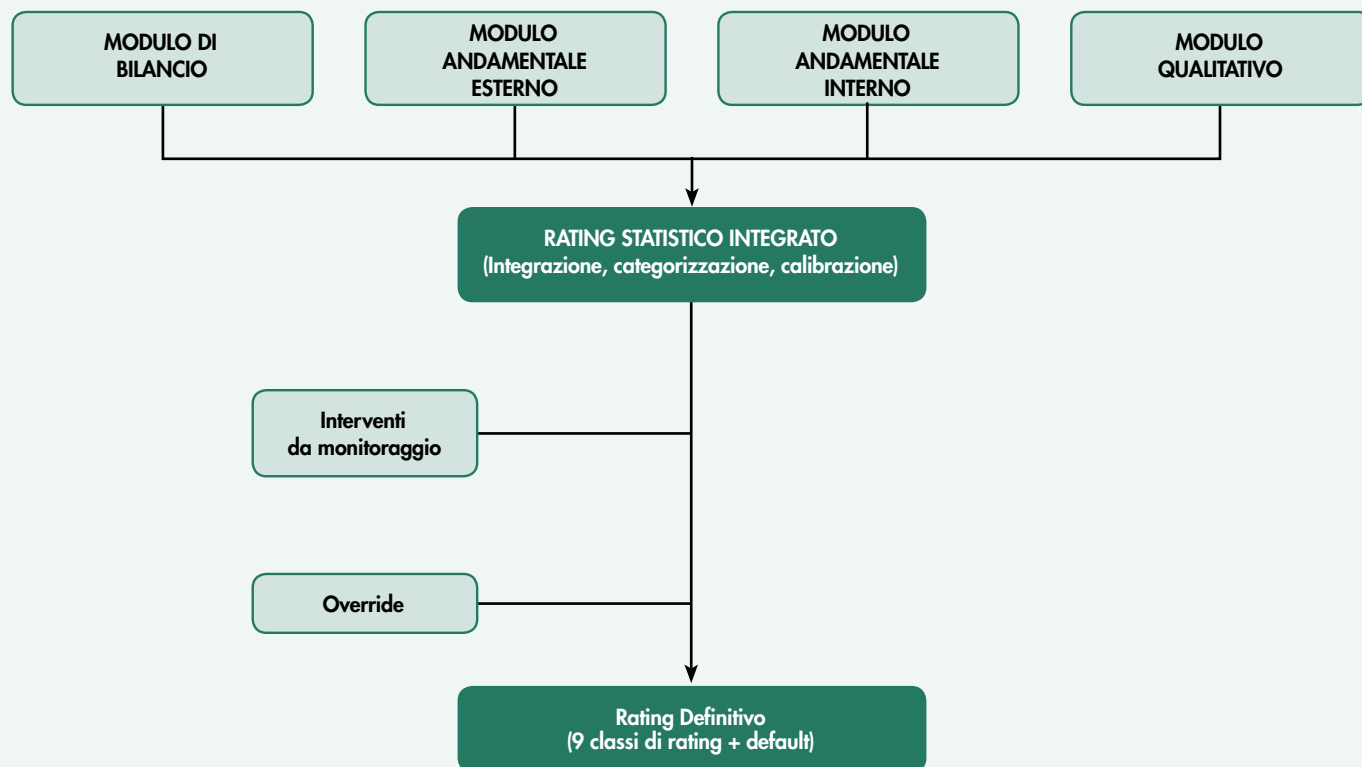 MODULO DI
BILANCIO
MODULO
ANDAMENTALE
ESTERNO
MODULO
ANDAMENTALE
INTERNO
MODULO
QUALITATIVO
RATING STATISTICO INTEGRATO
(Integrazione, categorizzazione, calibrazione)
Interventi
da monitoraggio
Override
Rating Definitivo
(9 classi di rating + default)